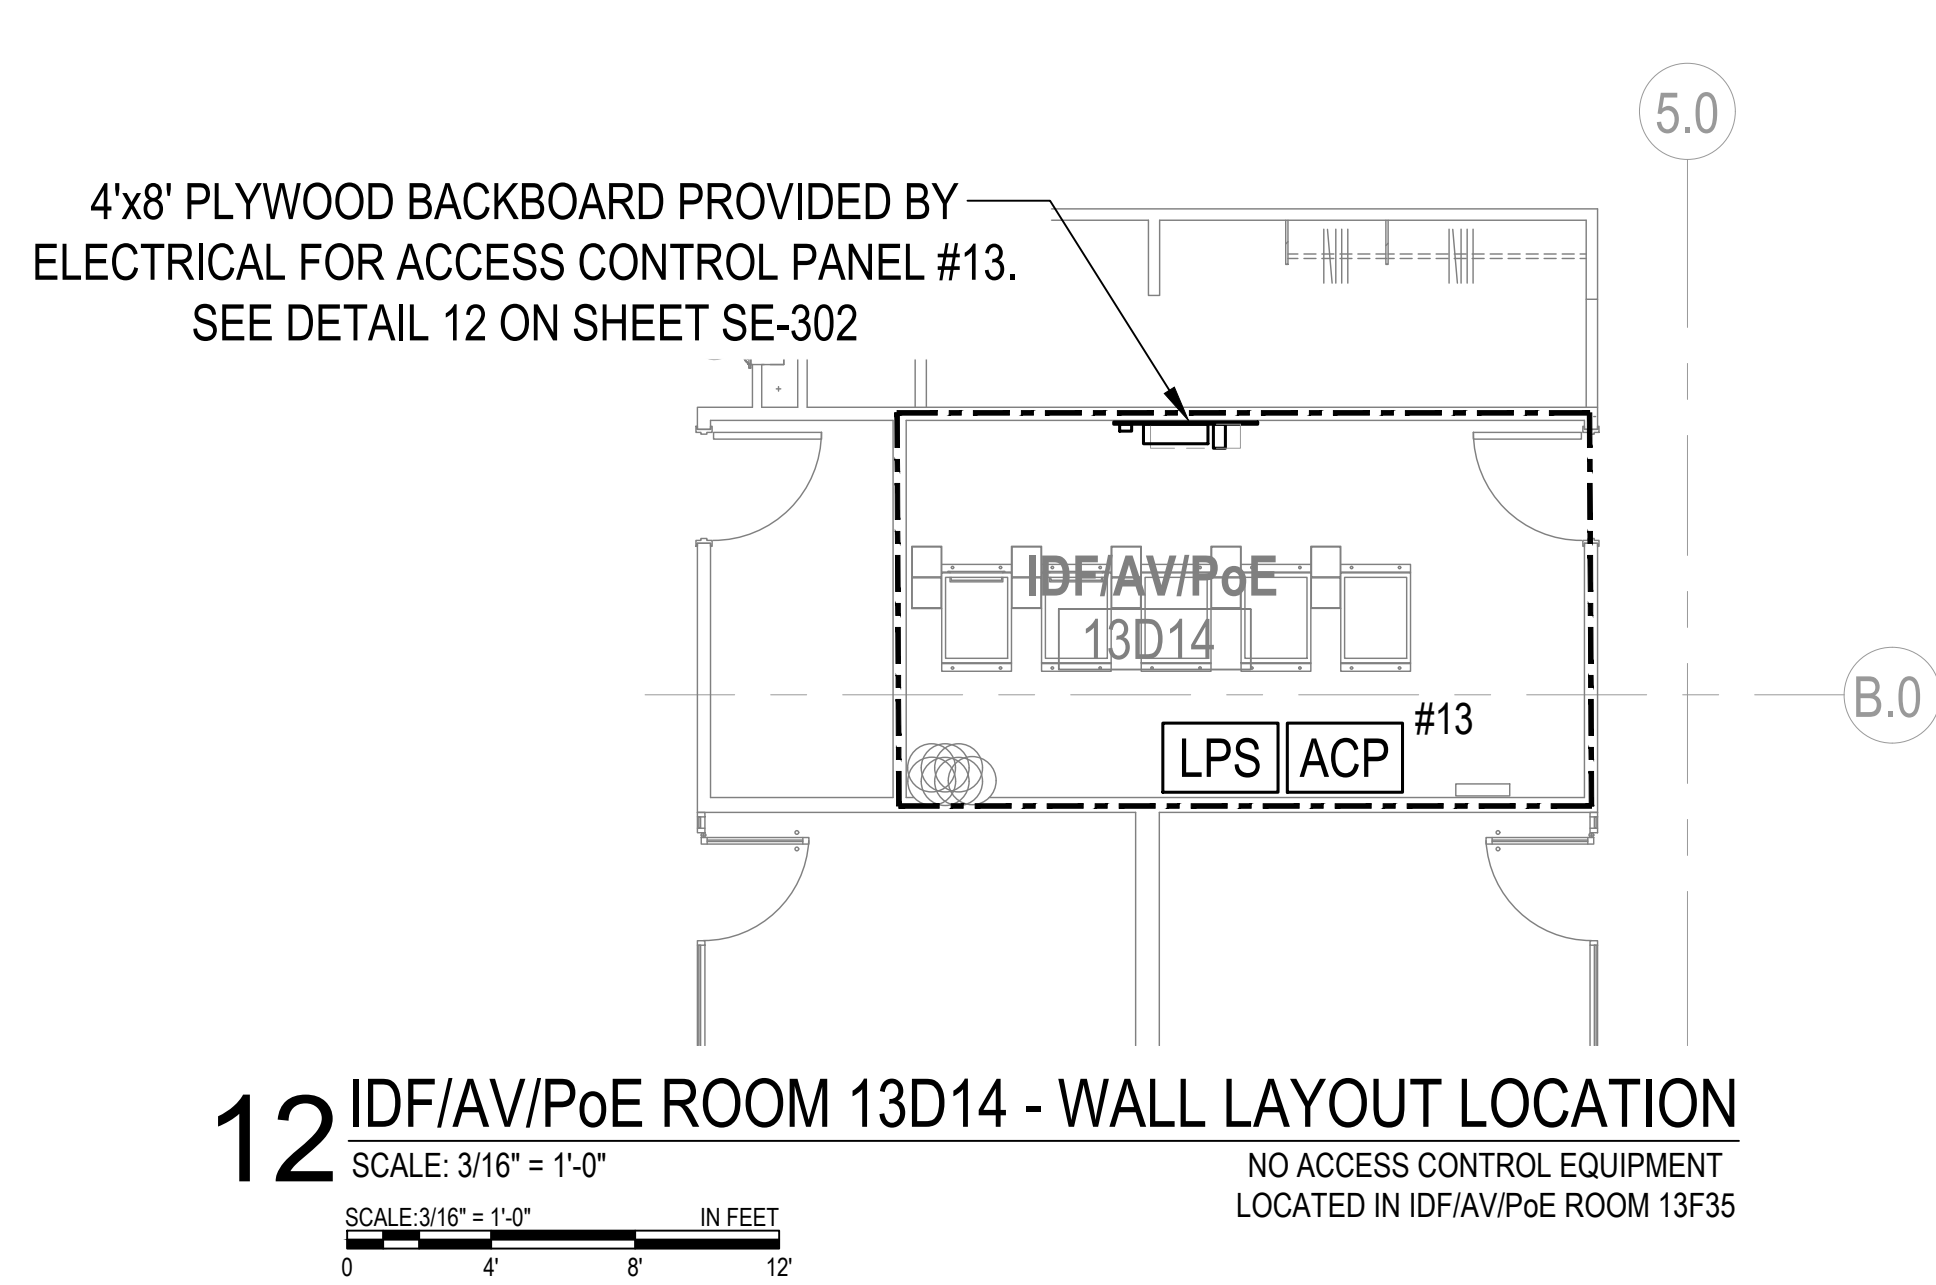 5.0
4'x8' PLYWOOD BACKBOARD PROVIDED BY
ELECTRICAL FOR ACCESS CONTROL PANEL #13.
SEE DETAIL 12 ON SHEET SE-302
IDF/AV/PoE
13D14
B.0
#13
LPS ACP
12 IDF/AV/PoE ROOM 13D14 - WALL LAYOUT LOCATION
SCALE: 3/16" = 1'-0"
NO ACCESS CONTROL EQUIPMENT
LOCATED IN IDF/AV/PoE ROOM 13F35
SCALE:3/16" = 1'-0" IN FEET
0 4' 8' 12'